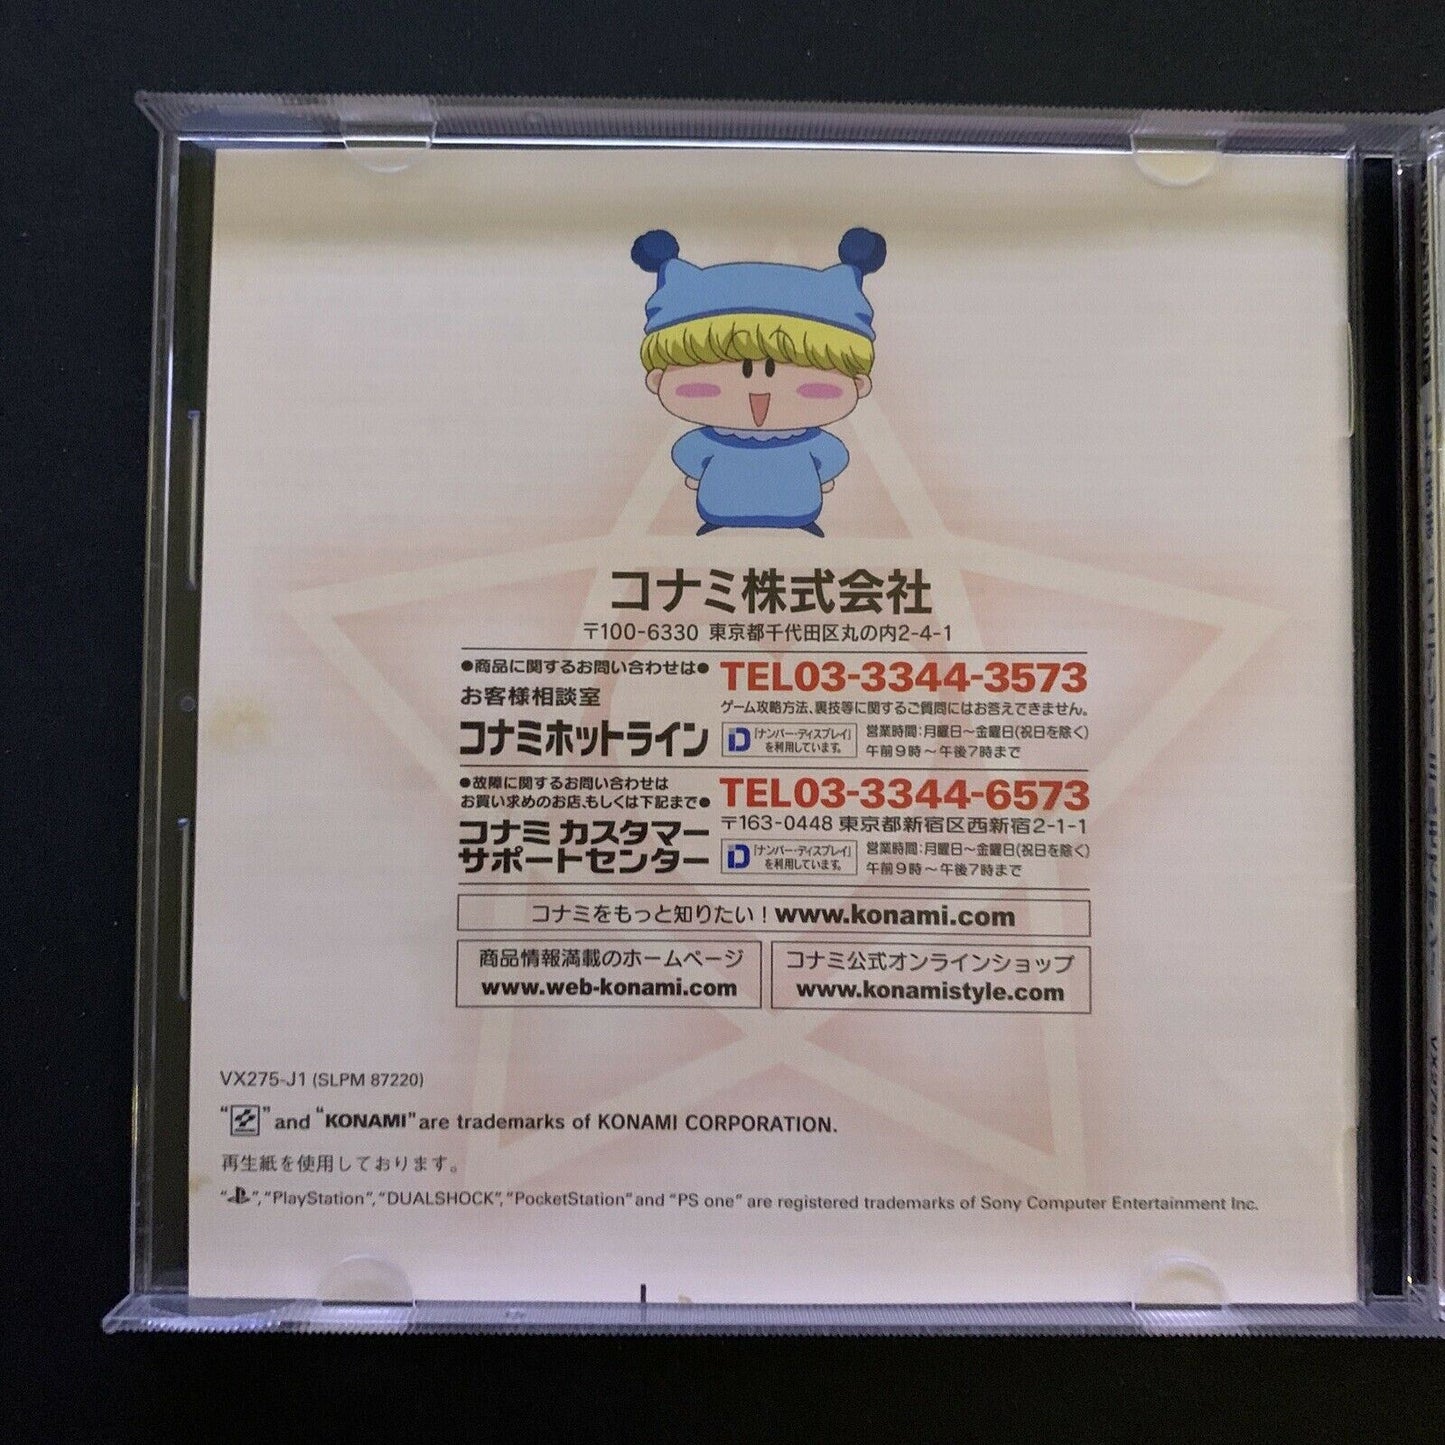 コナミ株式会社
〒100-6330 東京都千代田区丸の内2-4-1
●商品に関するお問い合わせは●
お客様相談室
コナミホットライン
TEL03-3344-3573
ゲーム攻略方法、裏技等に関するご質問にはお答えできません。
「ナンバー・ディスプレイ」
を利用しています。
営業時間:月曜日～金曜日(祝日を除く)
午前9時～午後7時まで
●故障に関するお問い合わせは
お買い求めのお店、もしくは下記まで●
コナミ カスタマー
サポートセンター
TEL03-3344-6573
〒163-0448 東京都新宿区西新宿2-1-1
「ナンバー・ディスプレイ」
を利用しています。
営業時間:月曜日～金曜日(祝日を除く)
午前9時～午後7時まで
コナミをもっと知りたい！www.konami.com
商品情報満載のホームページ
www.web-konami.com
コナミ公式オンラインショップ
www.konamistyle.com
VX275-J1 (SLPM 87220)
“ ” and “KONAMI” are trademarks of KONAMI CORPORATION.
再生紙を使用しております。
“ ”, “PlayStation”, “DUALSHOCK”, “PocketStation” and “PS one” are registered trademarks of Sony Computer Entertainment Inc.
VX275-J1